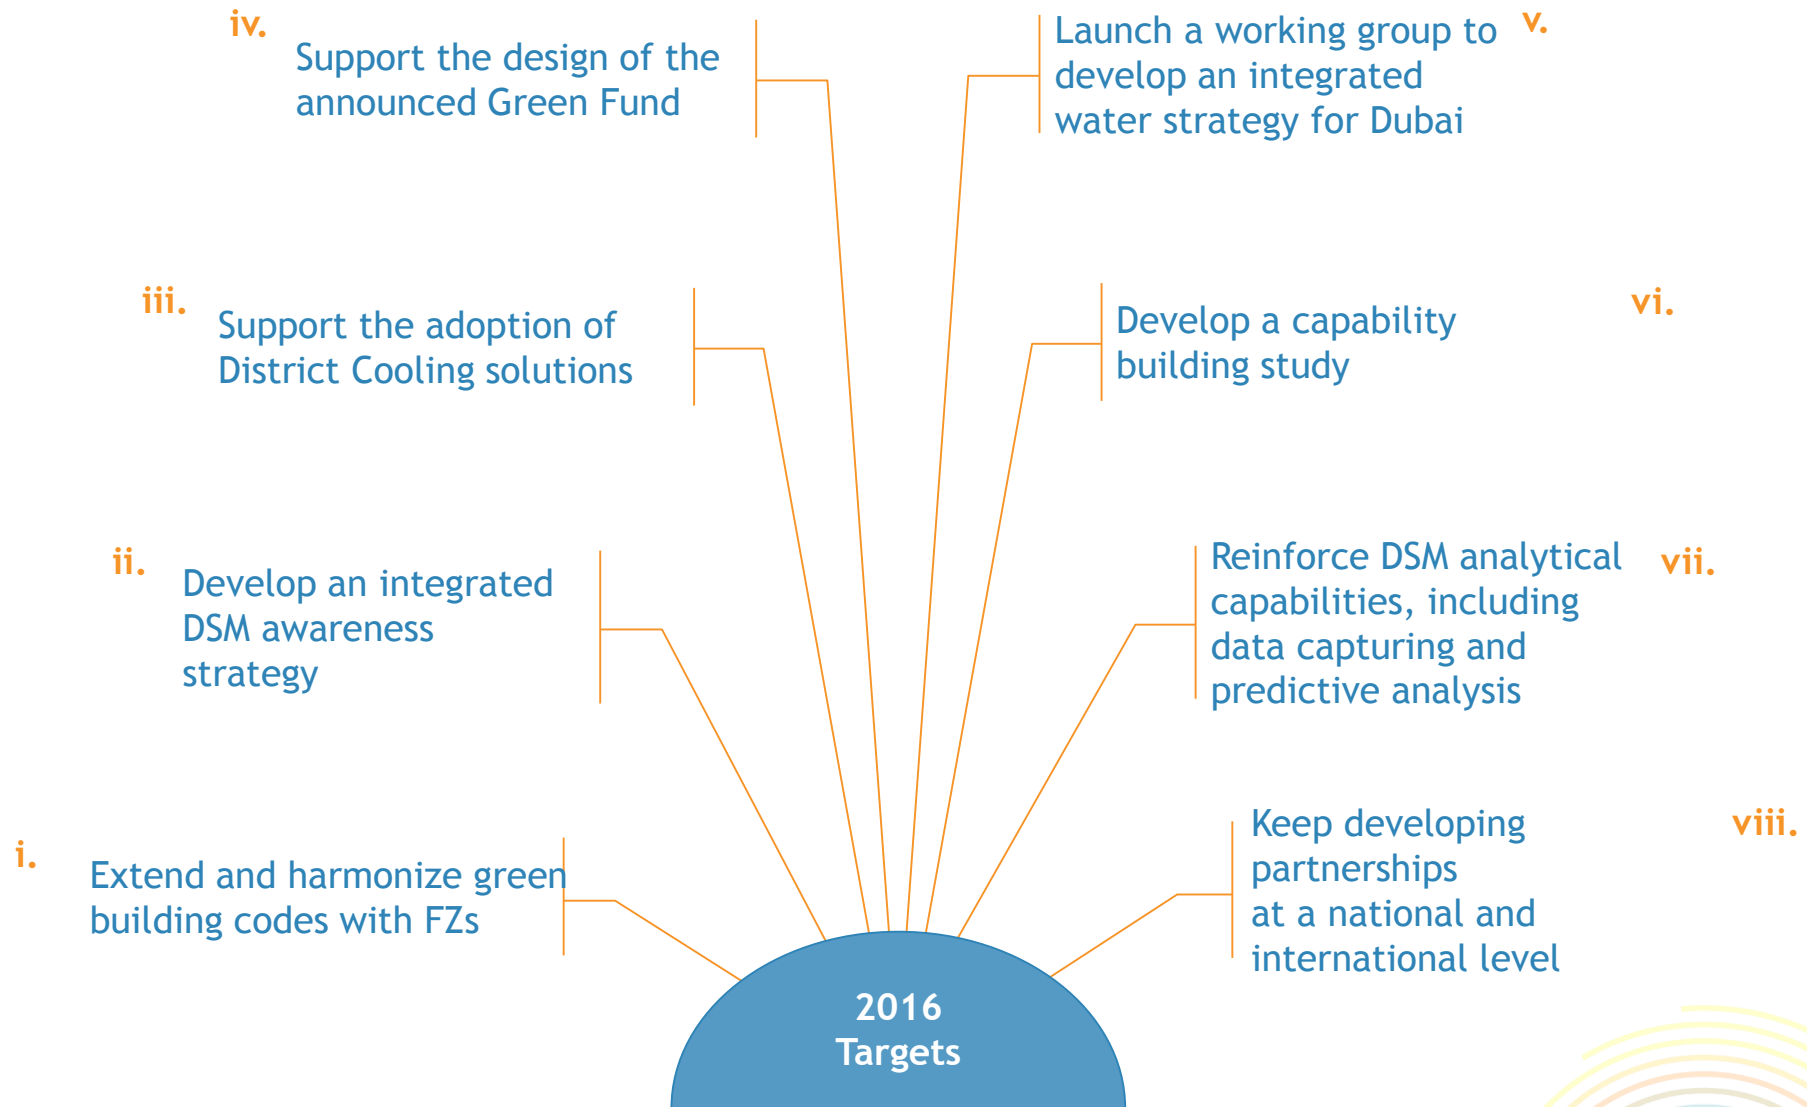 iv.
Support the design of the
announced Green Fund
Launch a working group to
develop an integrated
water strategy for Dubai
v.
iii.
Support the adoption of
District Cooling solutions
Develop a capability
building study
vi.
ii.
Develop an integrated
DSM awareness
strategy
Reinforce DSM analytical
capabilities, including
data capturing and
predictive analysis
vii.
i.
Extend and harmonize green
building codes with FZs
Keep developing
partnerships
at a national and
international level
viii.
2016
Targets